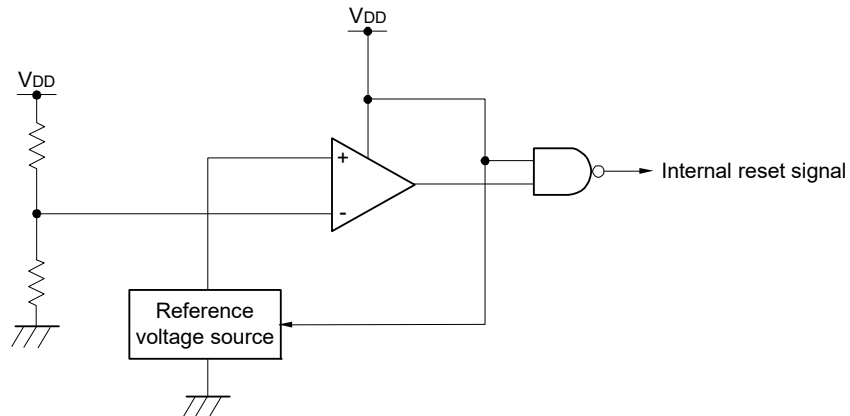 VDD
VDD
+
-
Internal reset signal
Reference
voltage source